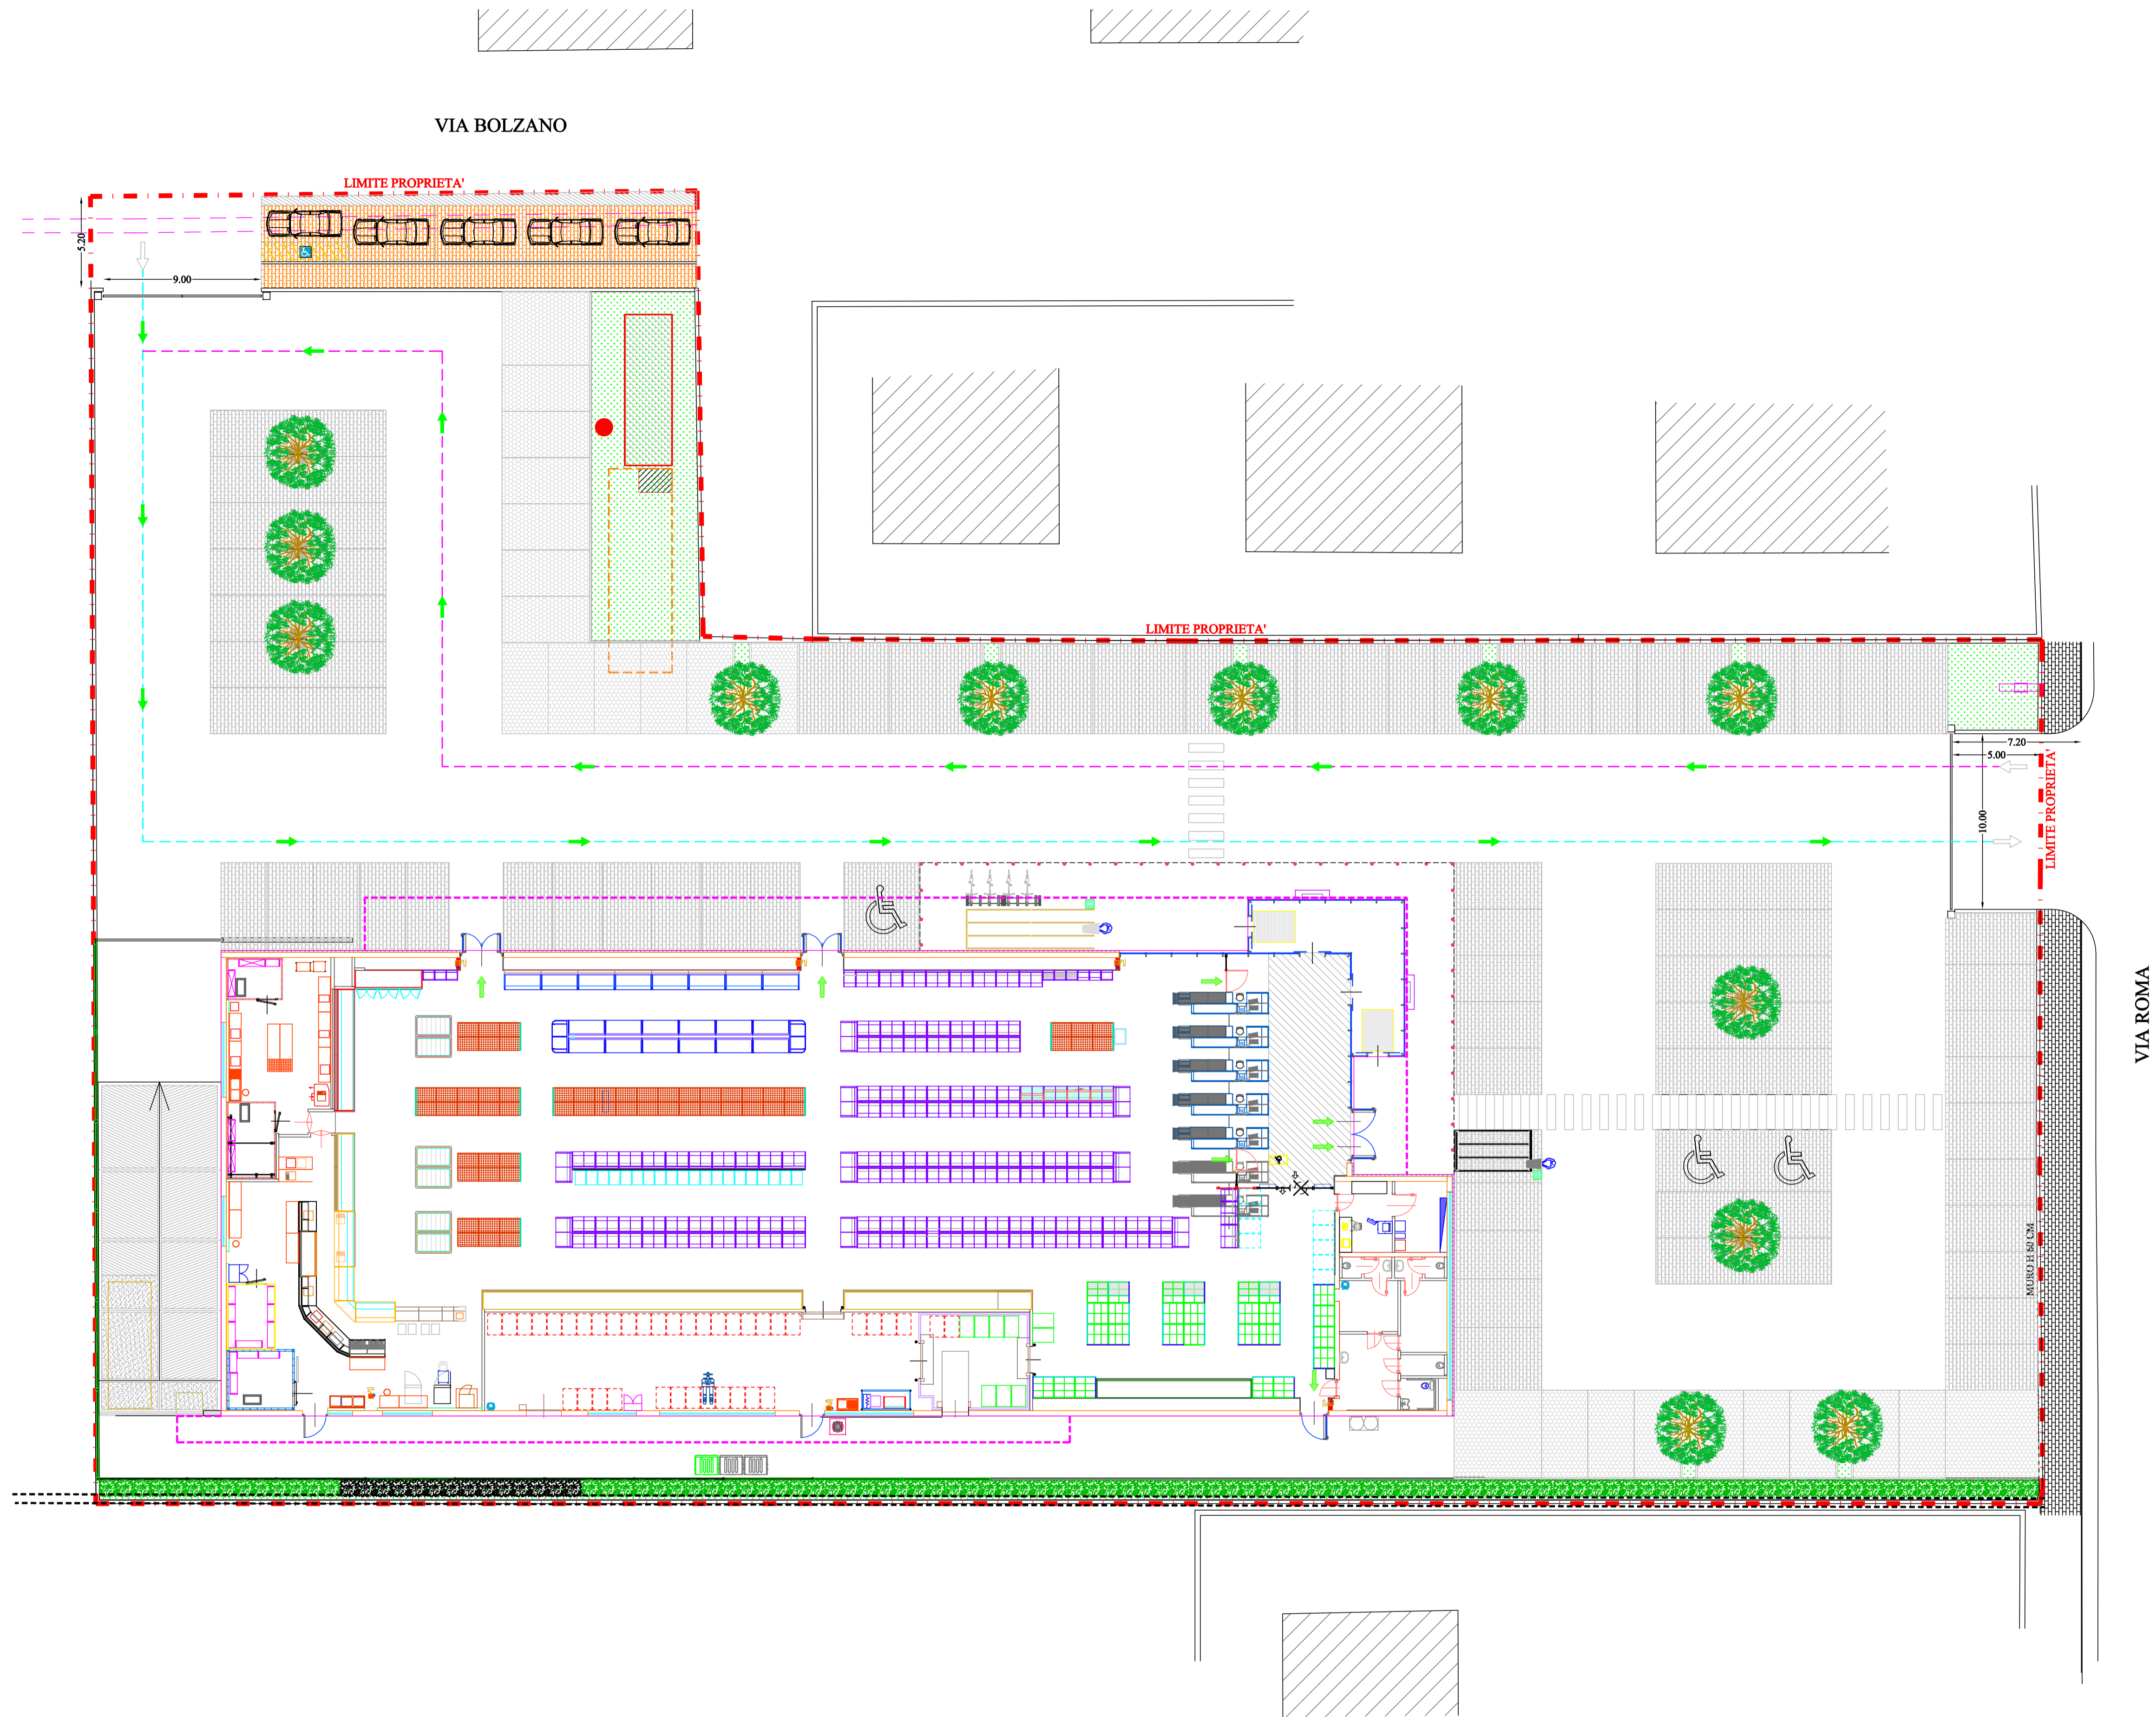 VIA BOLZANO
LIMITE PROPRIETA'
5.20
9.00
LIMITE PROPRIETA'
7.20
5.00
LIMITE PROPRIETA'
10.00
VIA ROMA
MURO H 60 CM